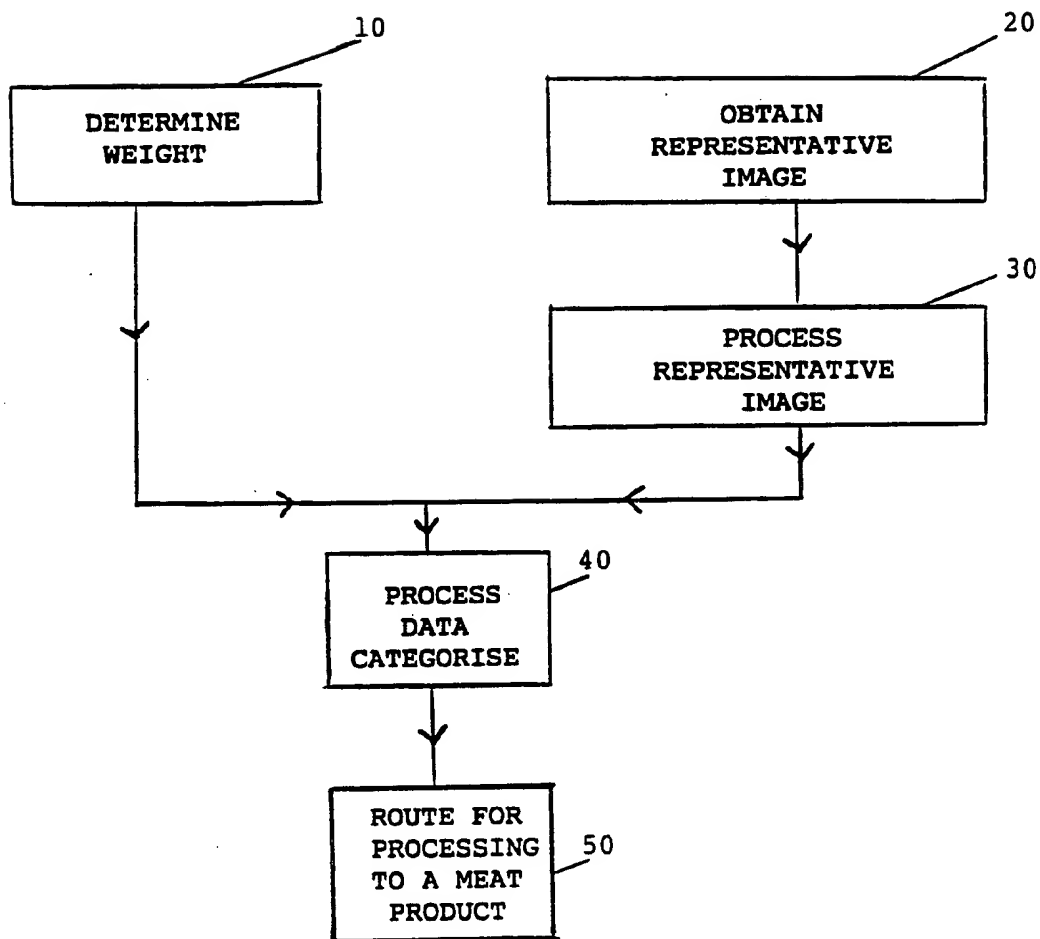 10
20
DETERMINE
WEIGHT
OBTAIN
REPRESENTATIVE
IMAGE
30
PROCESS
REPRESENTATIVE
IMAGE
40
PROCESS
DATA
CATEGORISE
ROUTE FOR
PROCESSING
TO A MEAT
PRODUCT
50